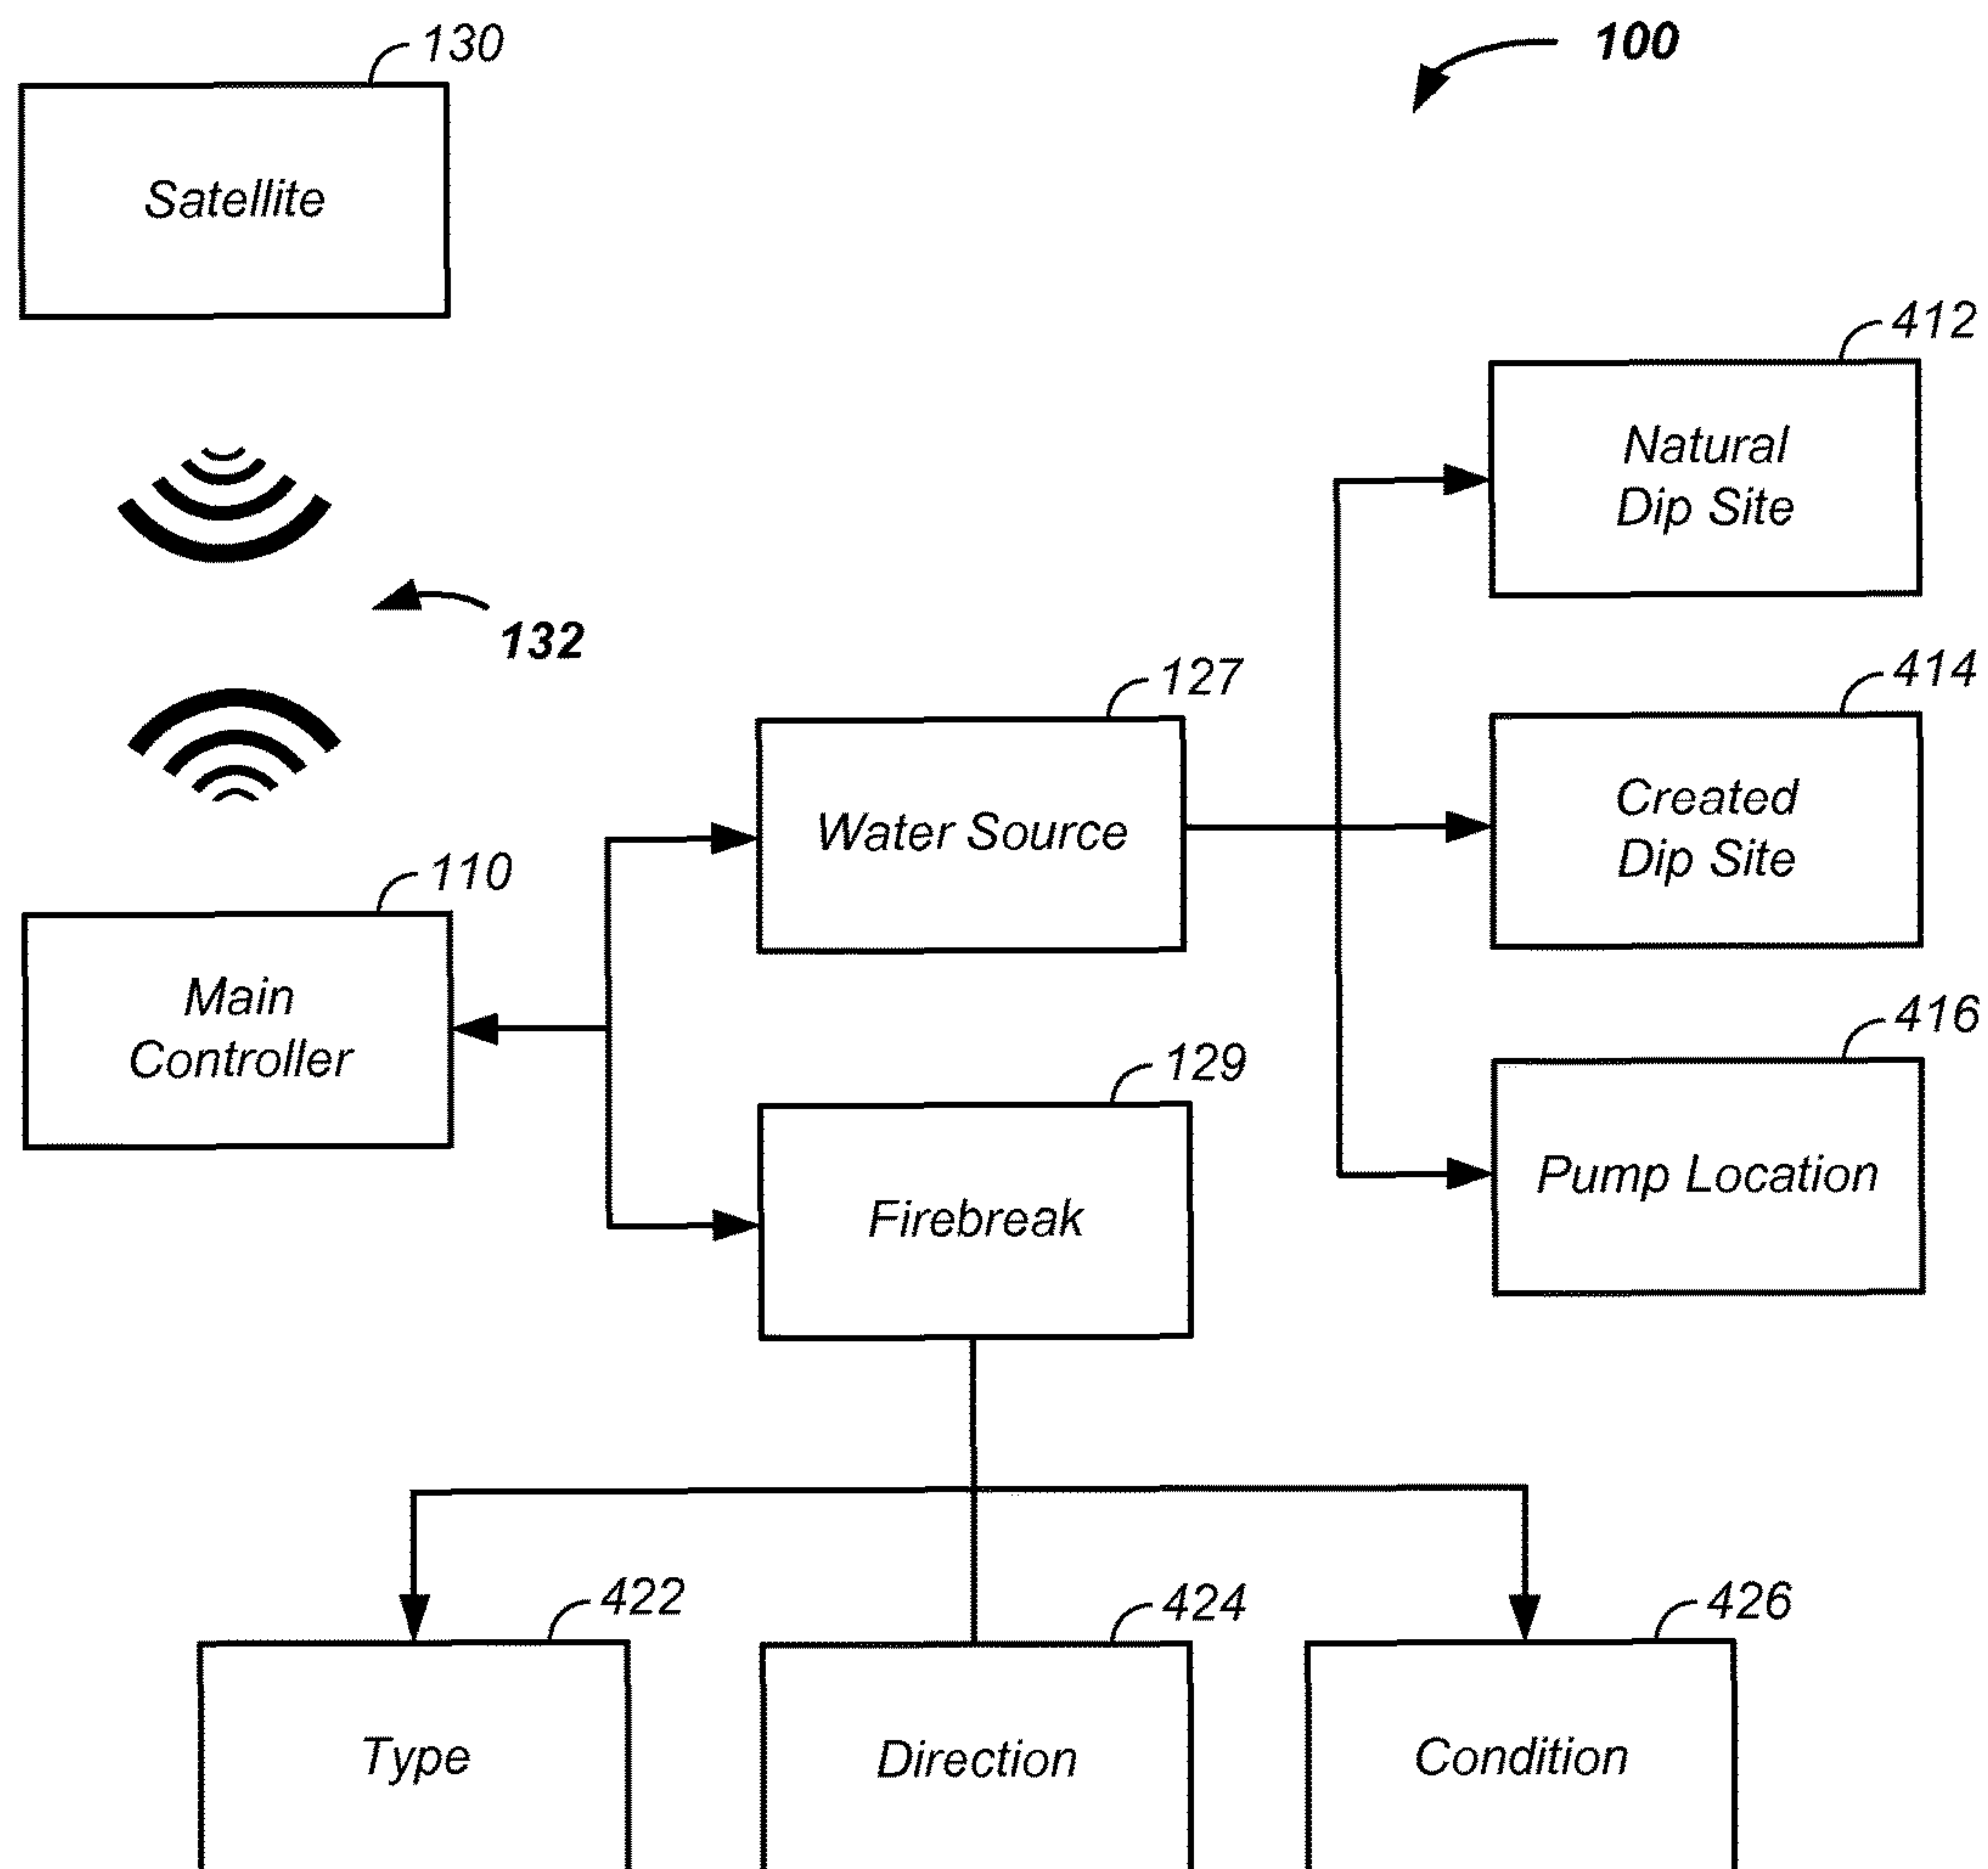 130
100
Satellite
412
Natural
Dip Site
132
127
414
Water Source
Created
Dip Site
110
Main
Controller
129
416
Firebreak
Pump Location
422
424
426
Type
Direction
Condition